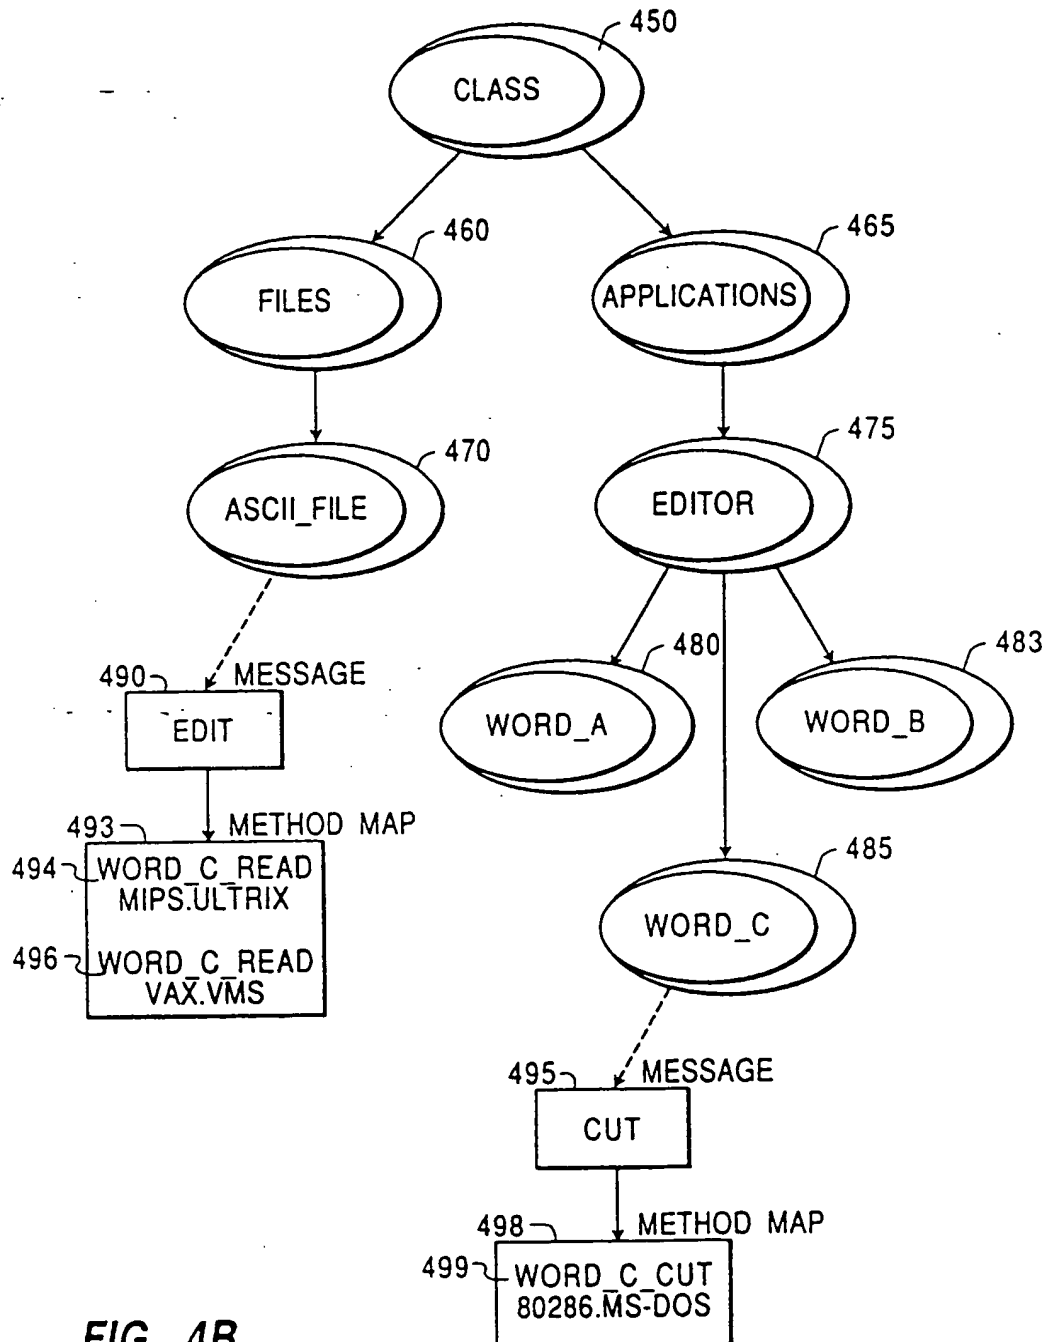 450
CLASS
460
465
FILES
APPLICATIONS
470
475
ASCII_FILE
EDITOR
480
483
490
MESSAGE
EDIT
WORD_A
WORD_B
493
METHOD MAP
494
WORD_C_READ
MIPS.ULTRIX
485
WORD_C
496
WORD_C_READ
VAX.VMS
495
MESSAGE
CUT
498
METHOD MAP
499
WORD_C_CUT
80286.MS-DOS
FIG. 4B